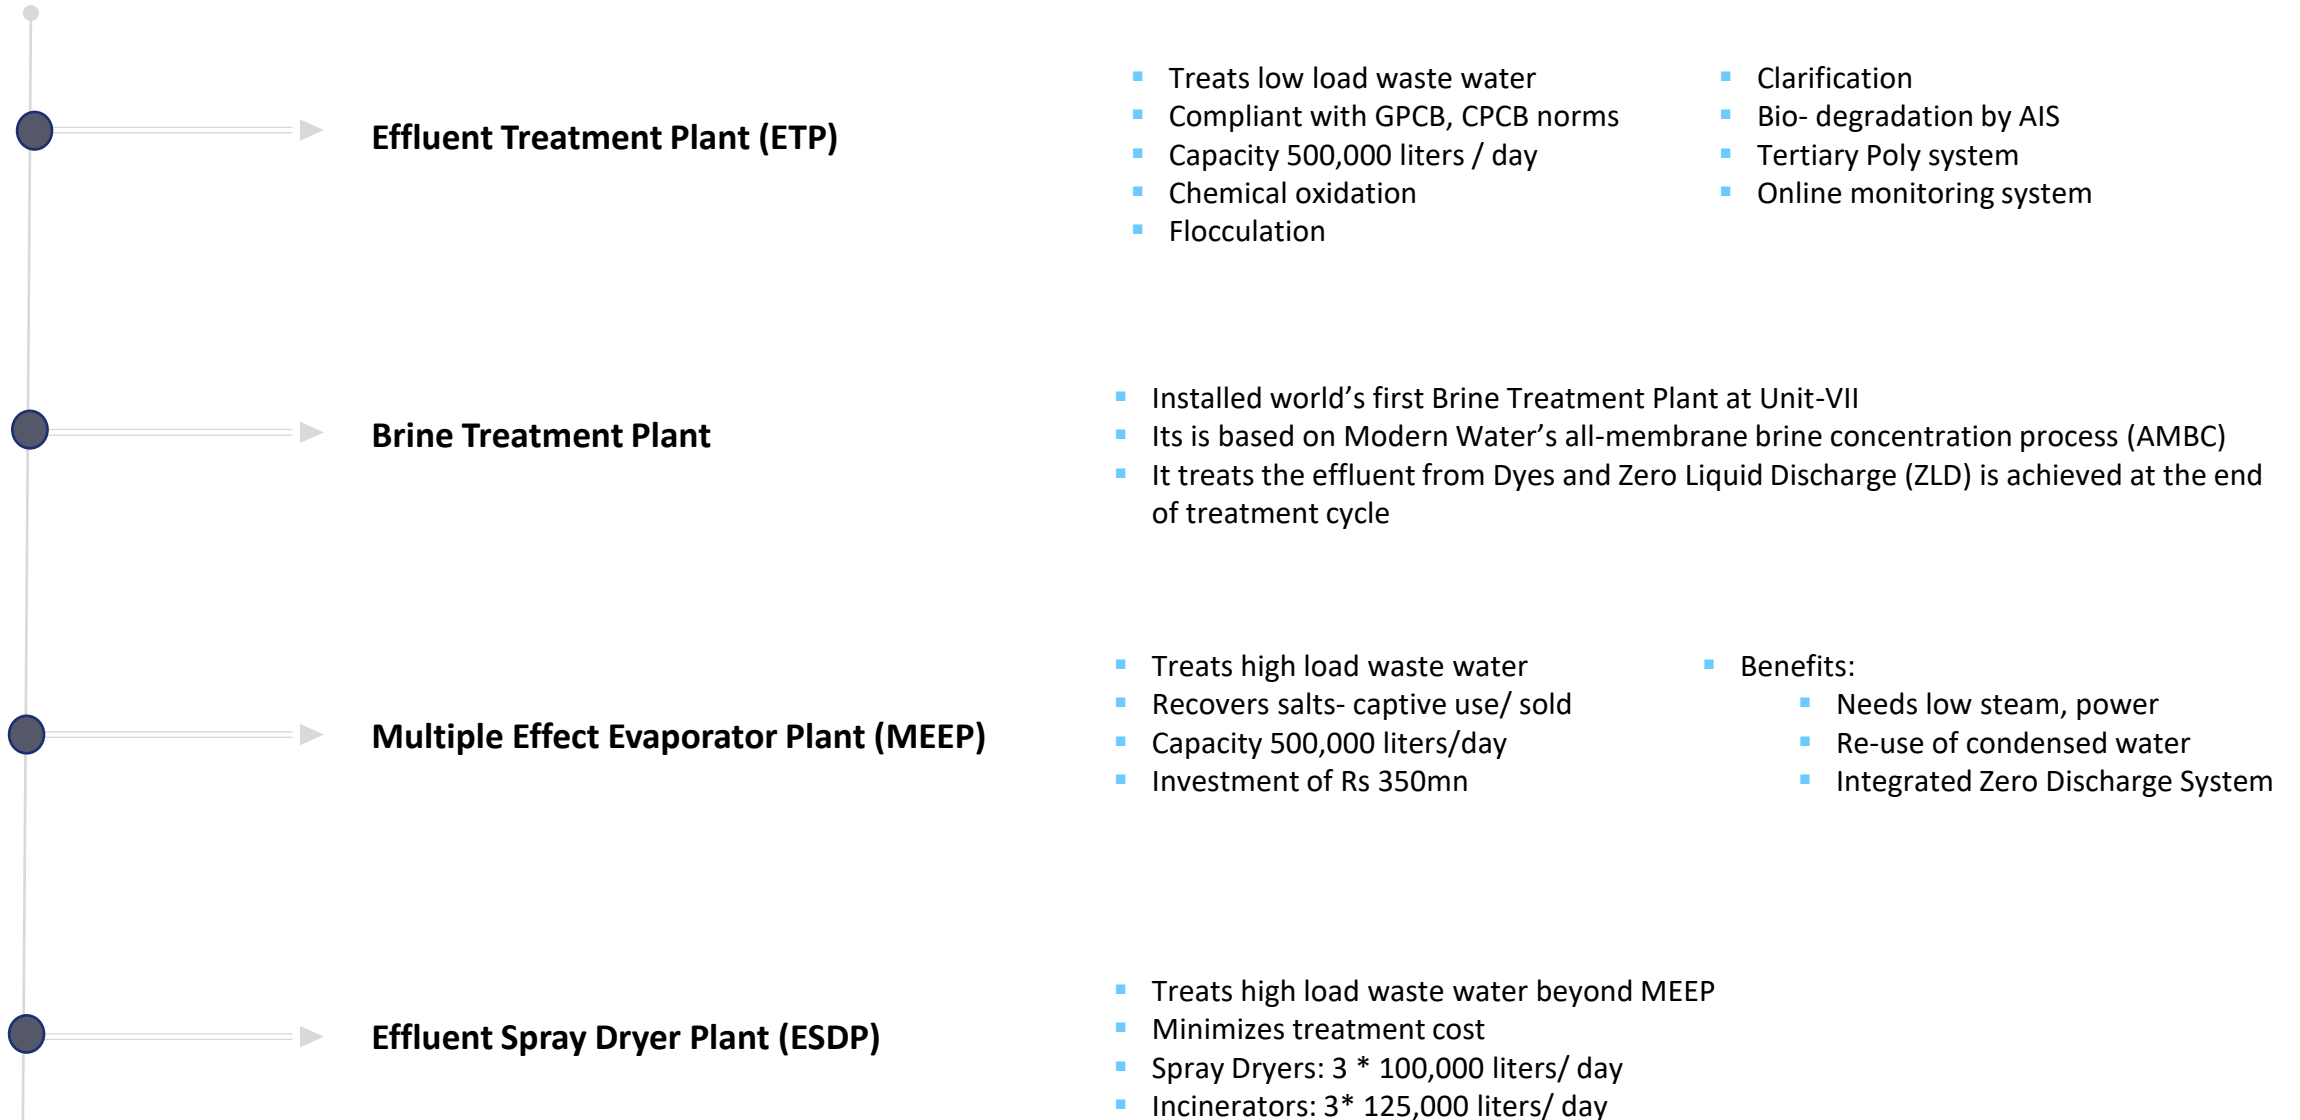 Effluent Treatment Plant (ETP)
Treats low load waste water
Compliant with GPCB, CPCB norms
Capacity 500,000 liters / day
Chemical oxidation
Flocculation
Clarification
Bio- degradation by AIS
Tertiary Poly system
Online monitoring system
Brine Treatment Plant
Installed world’s first Brine Treatment Plant at Unit-VII
Its is based on Modern Water’s all-membrane brine concentration process (AMBC)
It treats the effluent from Dyes and Zero Liquid Discharge (ZLD) is achieved at the end
of treatment cycle
Multiple Effect Evaporator Plant (MEEP)
Treats high load waste water
Recovers salts- captive use/ sold
Capacity 500,000 liters/day
Investment of Rs 350mn
Benefits:
Needs low steam, power
Re-use of condensed water
Integrated Zero Discharge System
Effluent Spray Dryer Plant (ESDP)
Treats high load waste water beyond MEEP
Minimizes treatment cost
Spray Dryers: 3 * 100,000 liters/ day
Incinerators: 3* 125,000 liters/ day